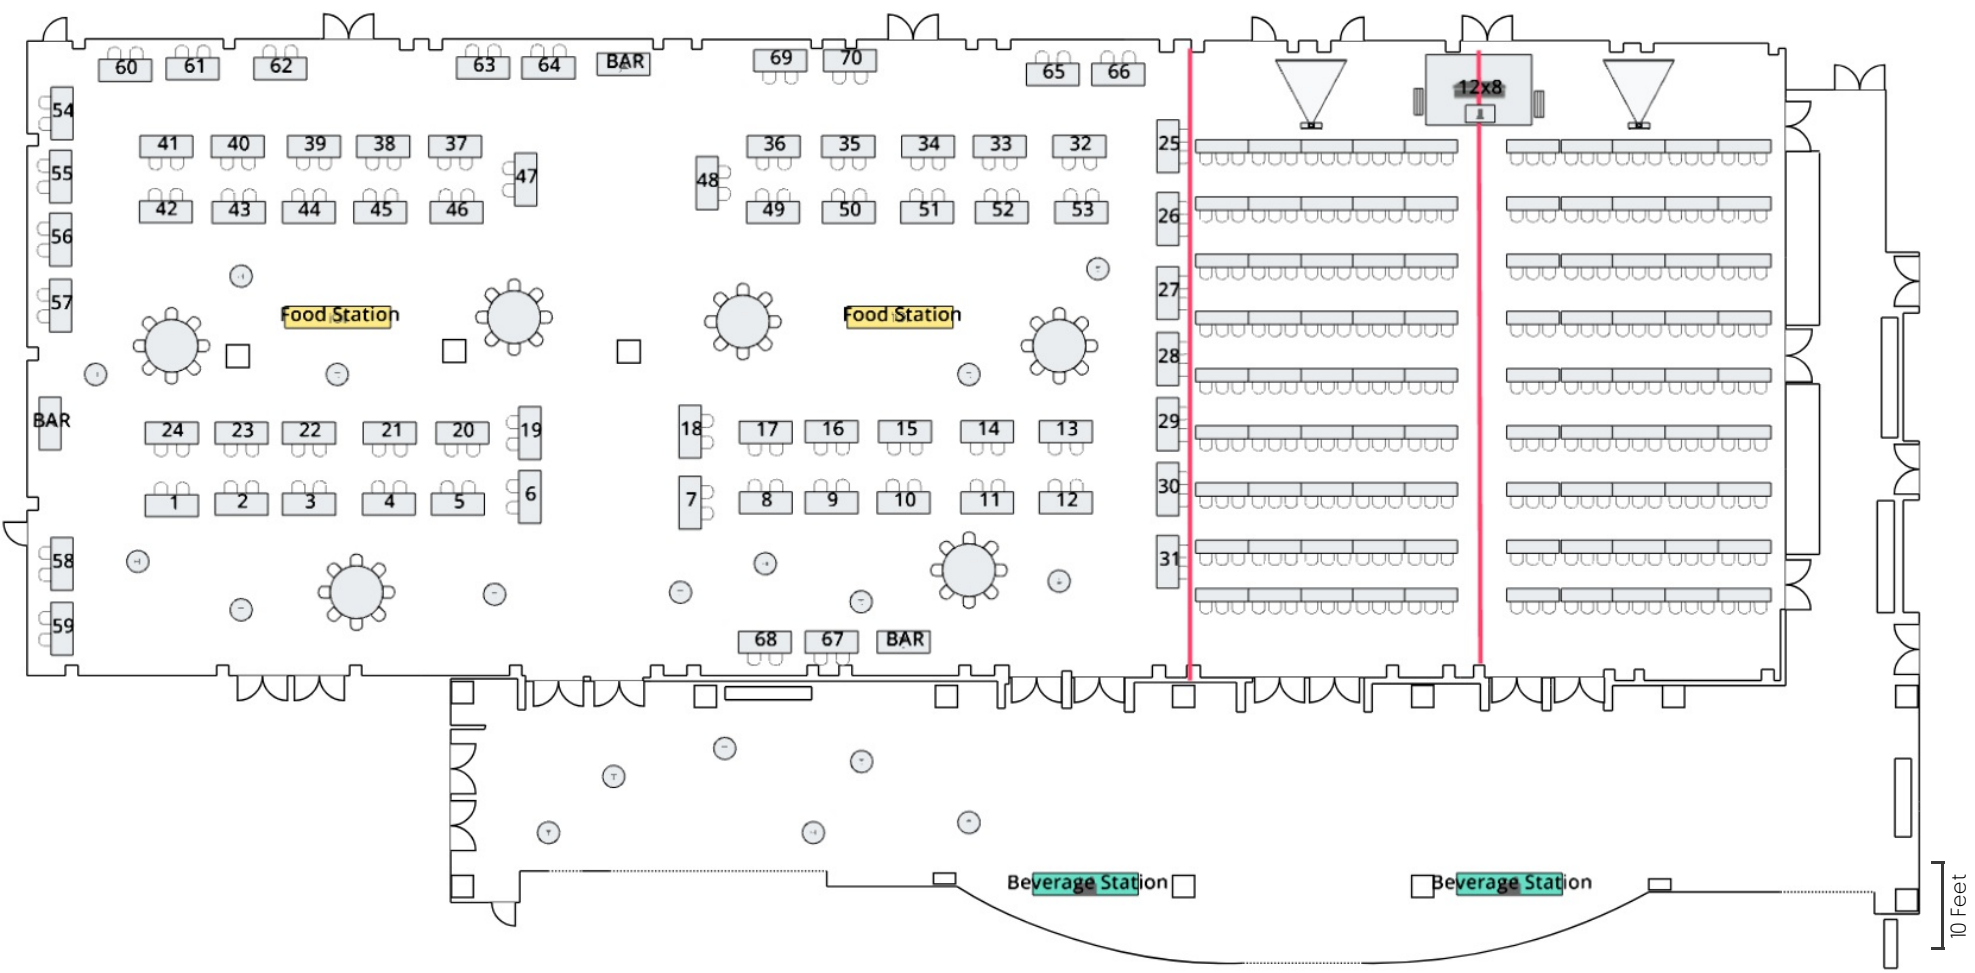 60 61 62 63 64 BAR 69 70 65 66
12x8
54
41 40 39 38 37 36 35 34 33 32 25
55 47 48
42 43 44 45 46 49 50 51 52 53 26
56
57 27
Food Station Food Station
28
BAR 29
24 23 22 21 20 19 18 17 16 15 14 13
30
1 2 3 4 5 6 7 8 9 10 11 12
58 31
59
68 67 BAR
Beverage Station Beverage Station
10 Feet